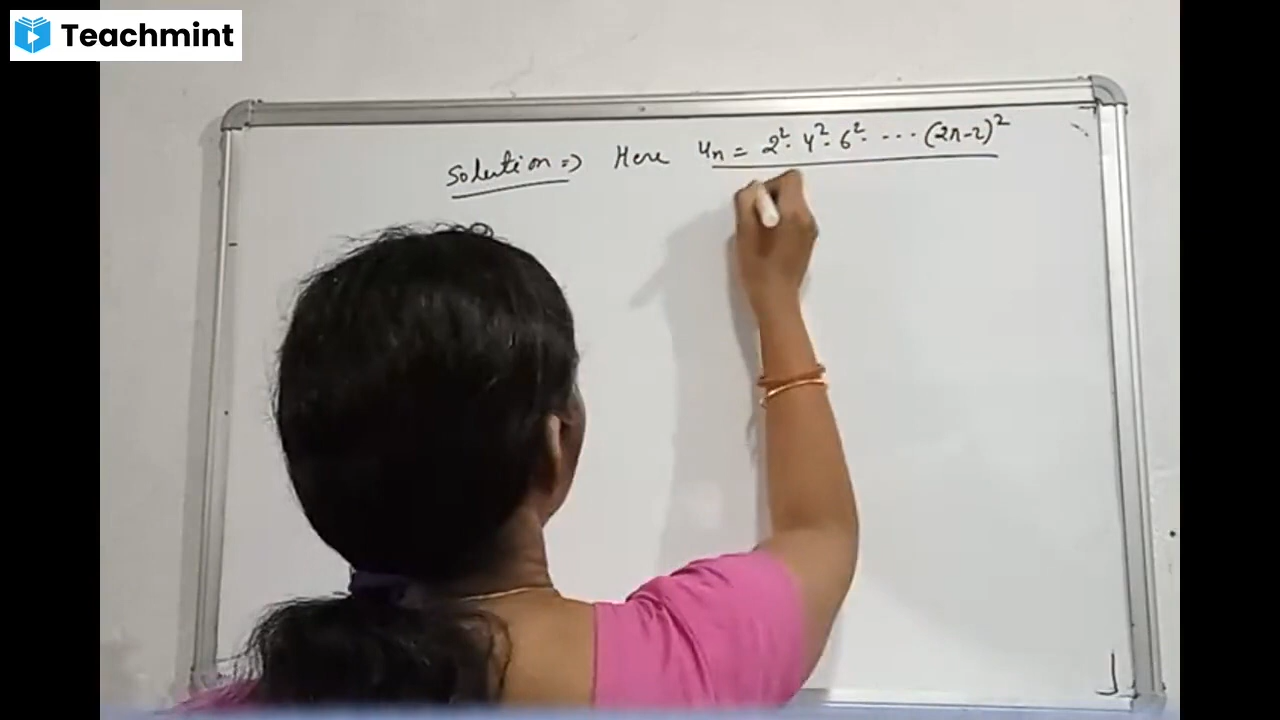 Teachmint
Solution => Here Un = 2². 4². 6². ... (2n-2)²